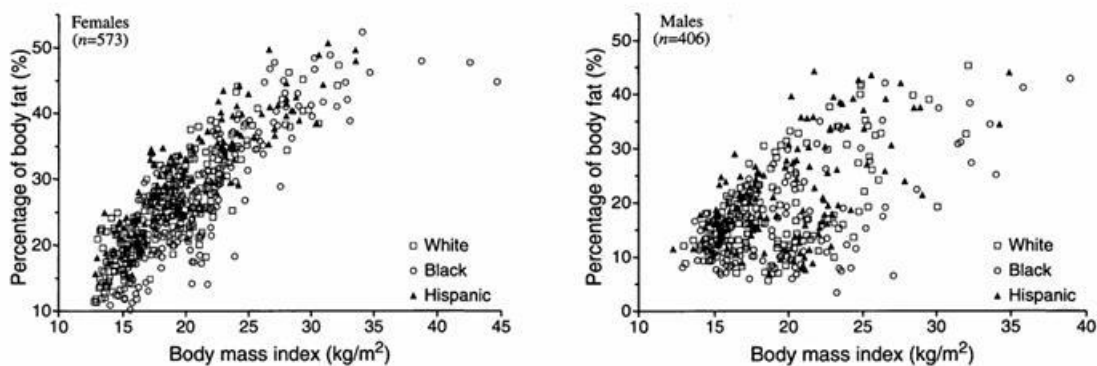 Females
(n=573)
Percentage of body fat (%)
50
40
30
20
10
10
15
20
25
30
35
40
45
Body mass index (kg/m²)
White
Black
Hispanic
Males
(n=406)
Percentage of body fat (%)
50
40
30
20
10
0
10
15
20
25
30
35
40
Body mass index (kg/m²)
White
Black
Hispanic